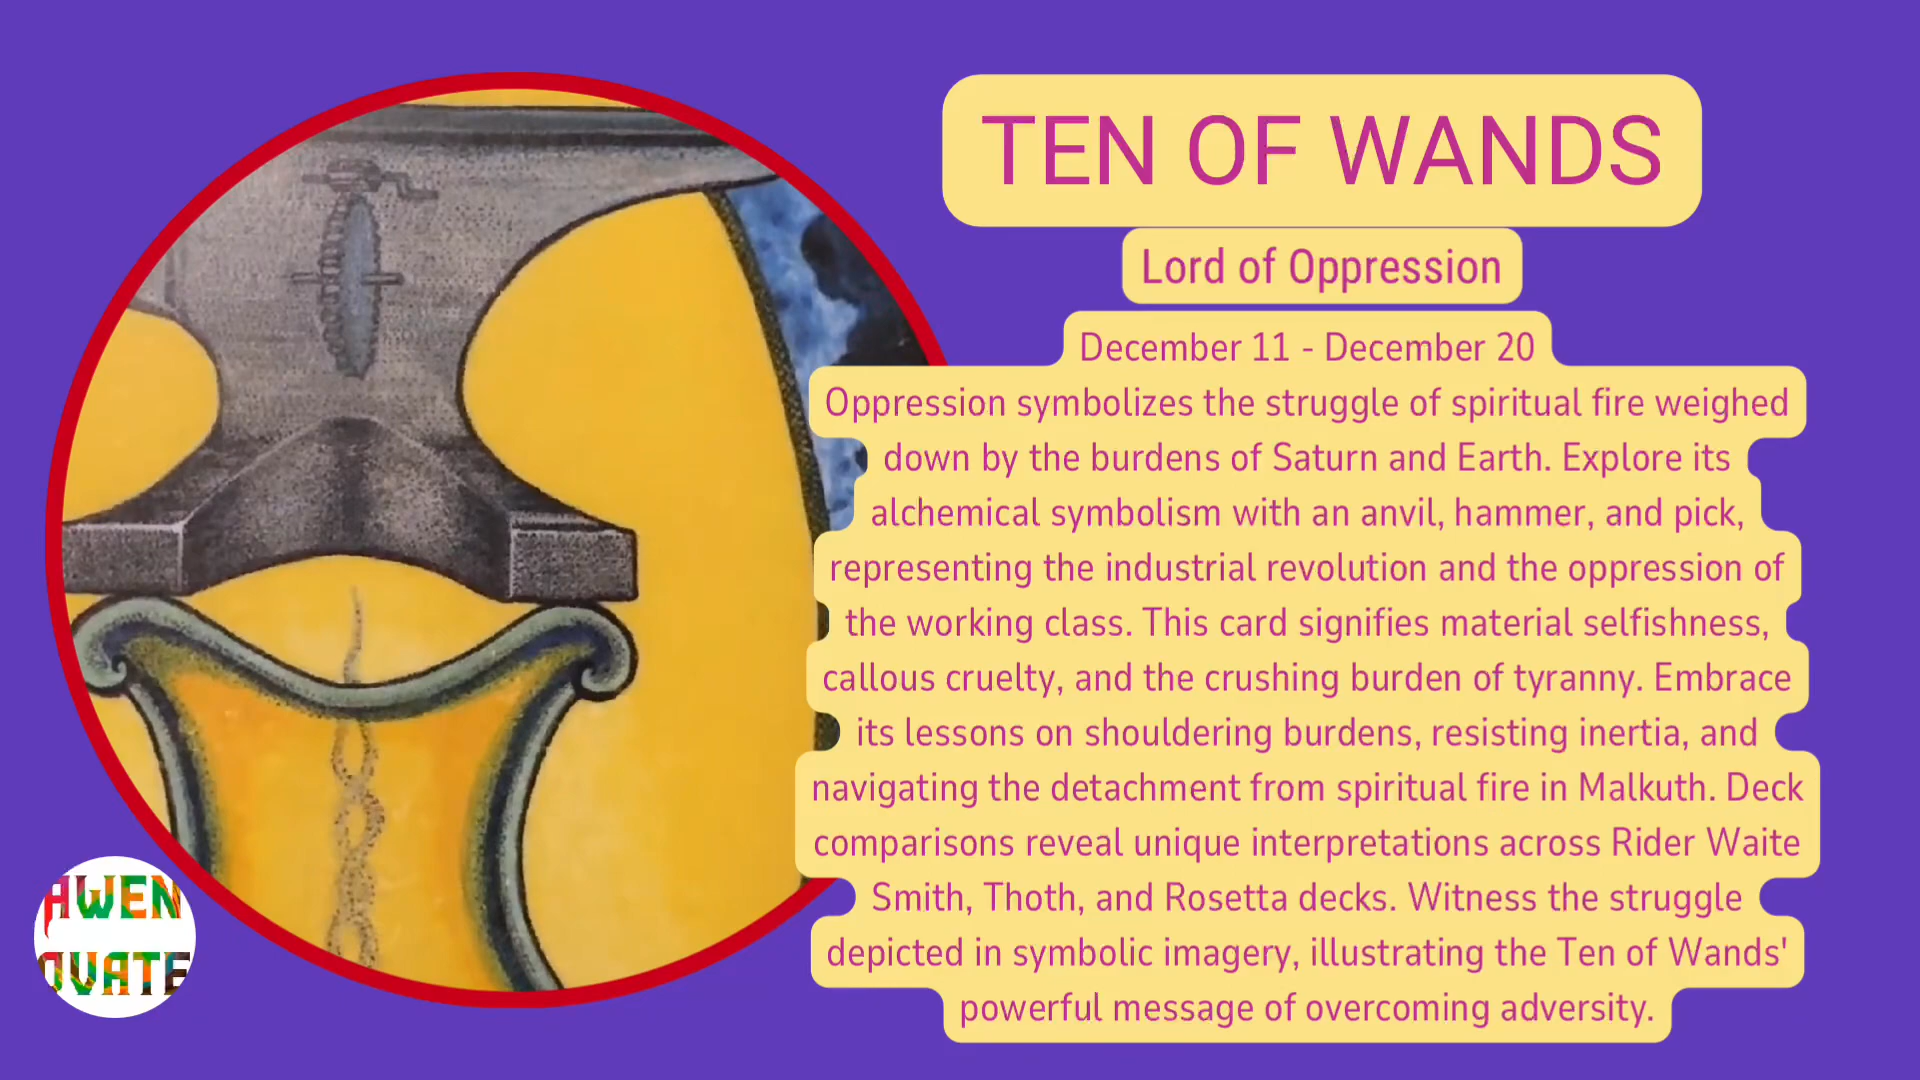 TEN OF WANDS
Lord of Oppression
December 11 - December 20
Oppression symbolizes the struggle of spiritual fire weighed
down by the burdens of Saturn and Earth. Explore its
alchemical symbolism with an anvil, hammer, and pick,
representing the industrial revolution and the oppression of
the working class. This card signifies material selfishness,
callous cruelty, and the crushing burden of tyranny. Embrace
its lessons on shouldering burdens, resisting inertia, and
navigating the detachment from spiritual fire in Malkuth. Deck
comparisons reveal unique interpretations across Rider Waite
Smith, Thoth, and Rosetta decks. Witness the struggle
depicted in symbolic imagery, illustrating the Ten of Wands'
powerful message of overcoming adversity.
AWEN
OVATE